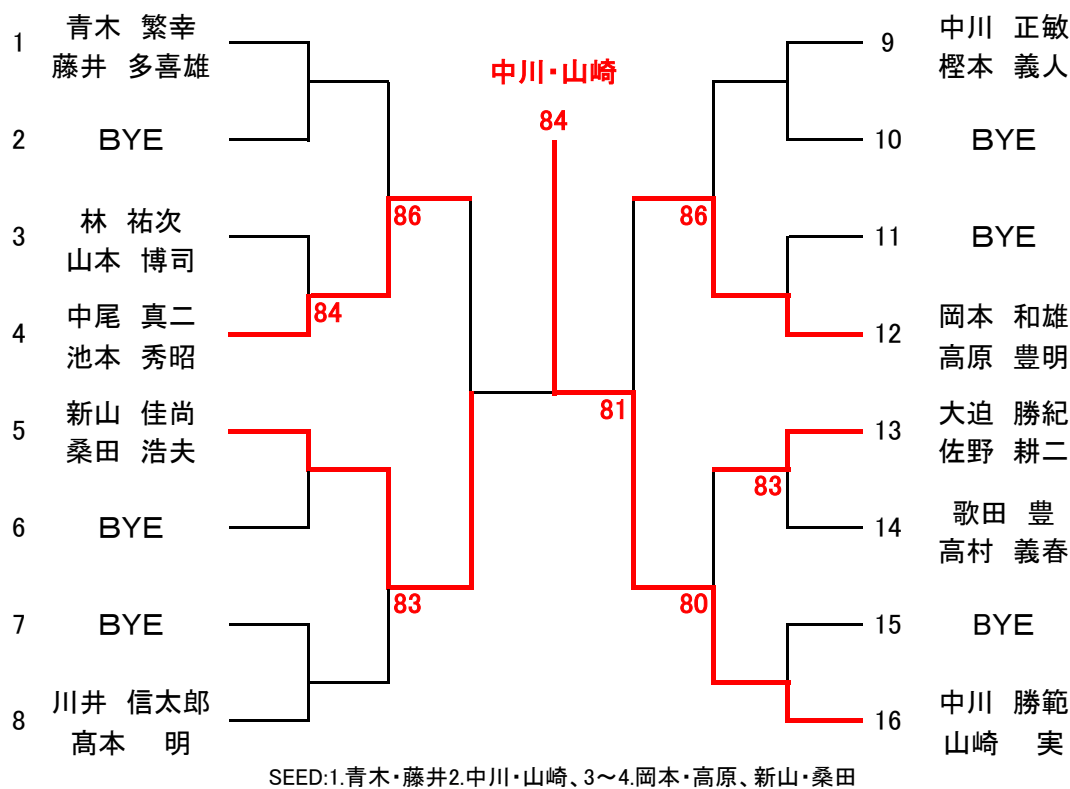 1
青木 繁幸
藤井 多喜雄
2
BYE
3
林 祐次
山本 博司
4
中尾 真二
池本 秀昭
5
新山 佳尚
桑田 浩夫
6
BYE
7
BYE
8
川井 信太郎
髙本 明
84
86
83
中川・山崎
84
81
86
83
80
9
中川 正敏
樫本 義人
10
BYE
11
BYE
12
岡本 和雄
高原 豊明
13
大迫 勝紀
佐野 耕二
14
歌田 豊
高村 義春
15
BYE
16
中川 勝範
山崎 実
SEED:1.青木・藤井2.中川・山崎、3～4.岡本・高原、新山・桑田